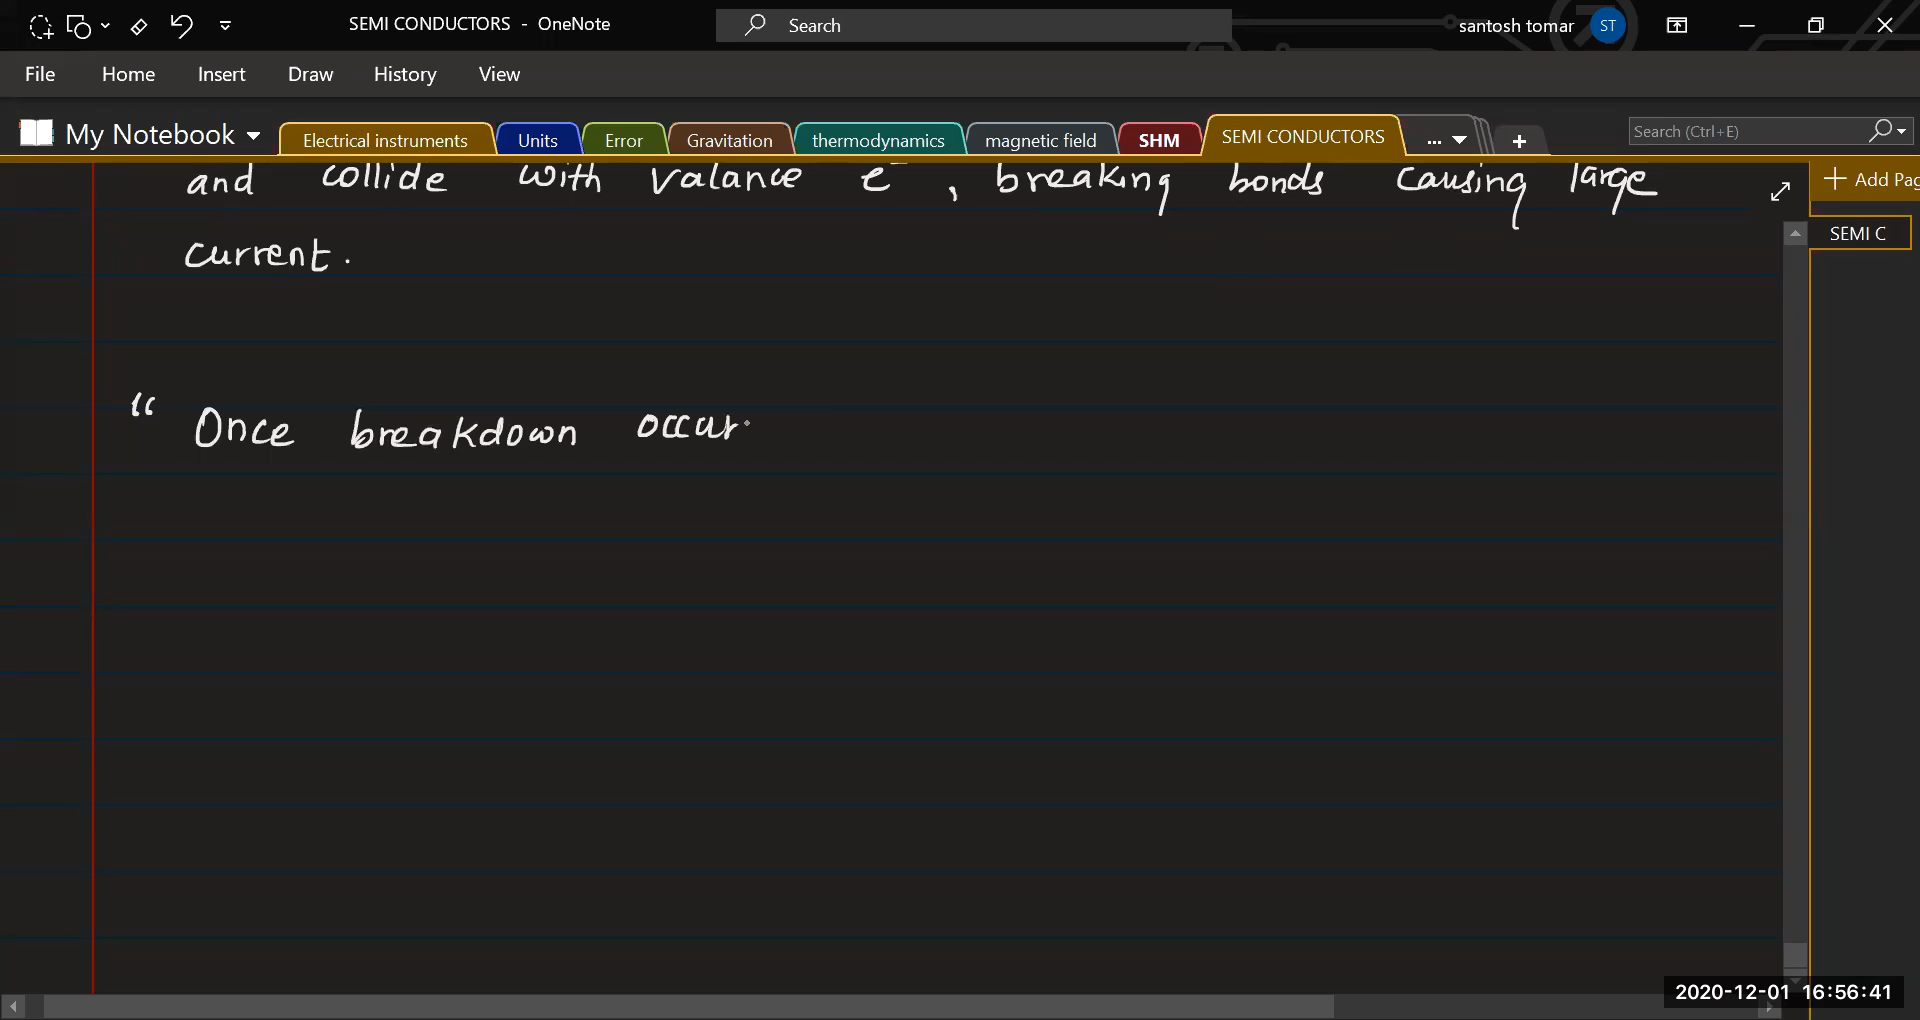 SEMI CONDUCTORS - OneNote
Search
santosh tomar
ST
File Home Insert Draw History View
My Notebook
Electrical instruments
Units
Error
Gravitation
thermodynamics
magnetic field
SHM
SEMI CONDUCTORS
...
+
Search (Ctrl+E)
and collide with valance e⁻, breaking bonds causing large
current.
+ Add Pag
SEMI C
“ Once breakdown occur
2020-12-01 16:56:41